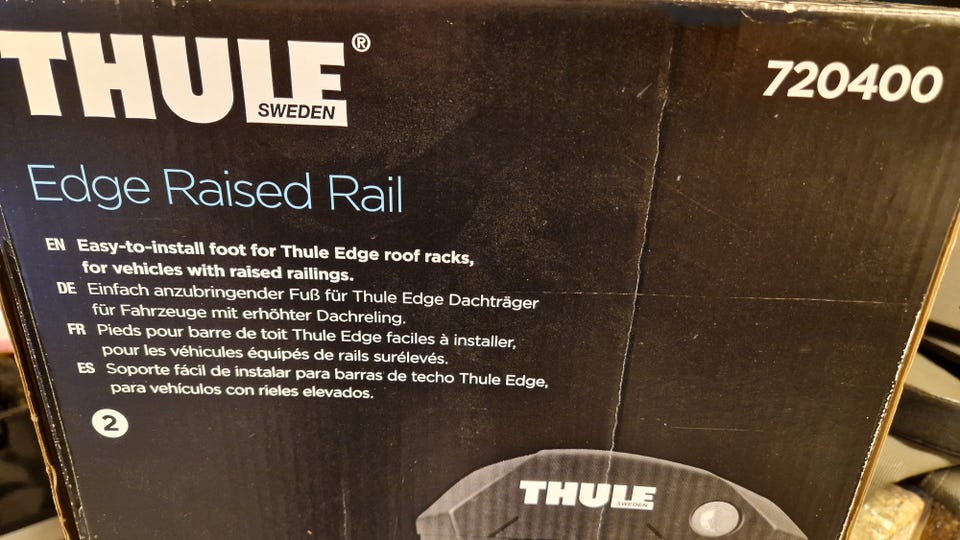 THULE®
SWEDEN
720400
Edge Raised Rail
EN Easy-to-install foot for Thule Edge roof racks,
for vehicles with raised railings.
DE Einfach anzubringender Fuß für Thule Edge Dachträger
für Fahrzeuge mit erhöhter Dachreling.
FR Pieds pour barre de toit Thule Edge faciles à installer,
pour les véhicules équipés de rails surélevés.
ES Soporte fácil de instalar para barras de techo Thule Edge,
para vehículos con rieles elevados.
2
THULE
SWEDEN